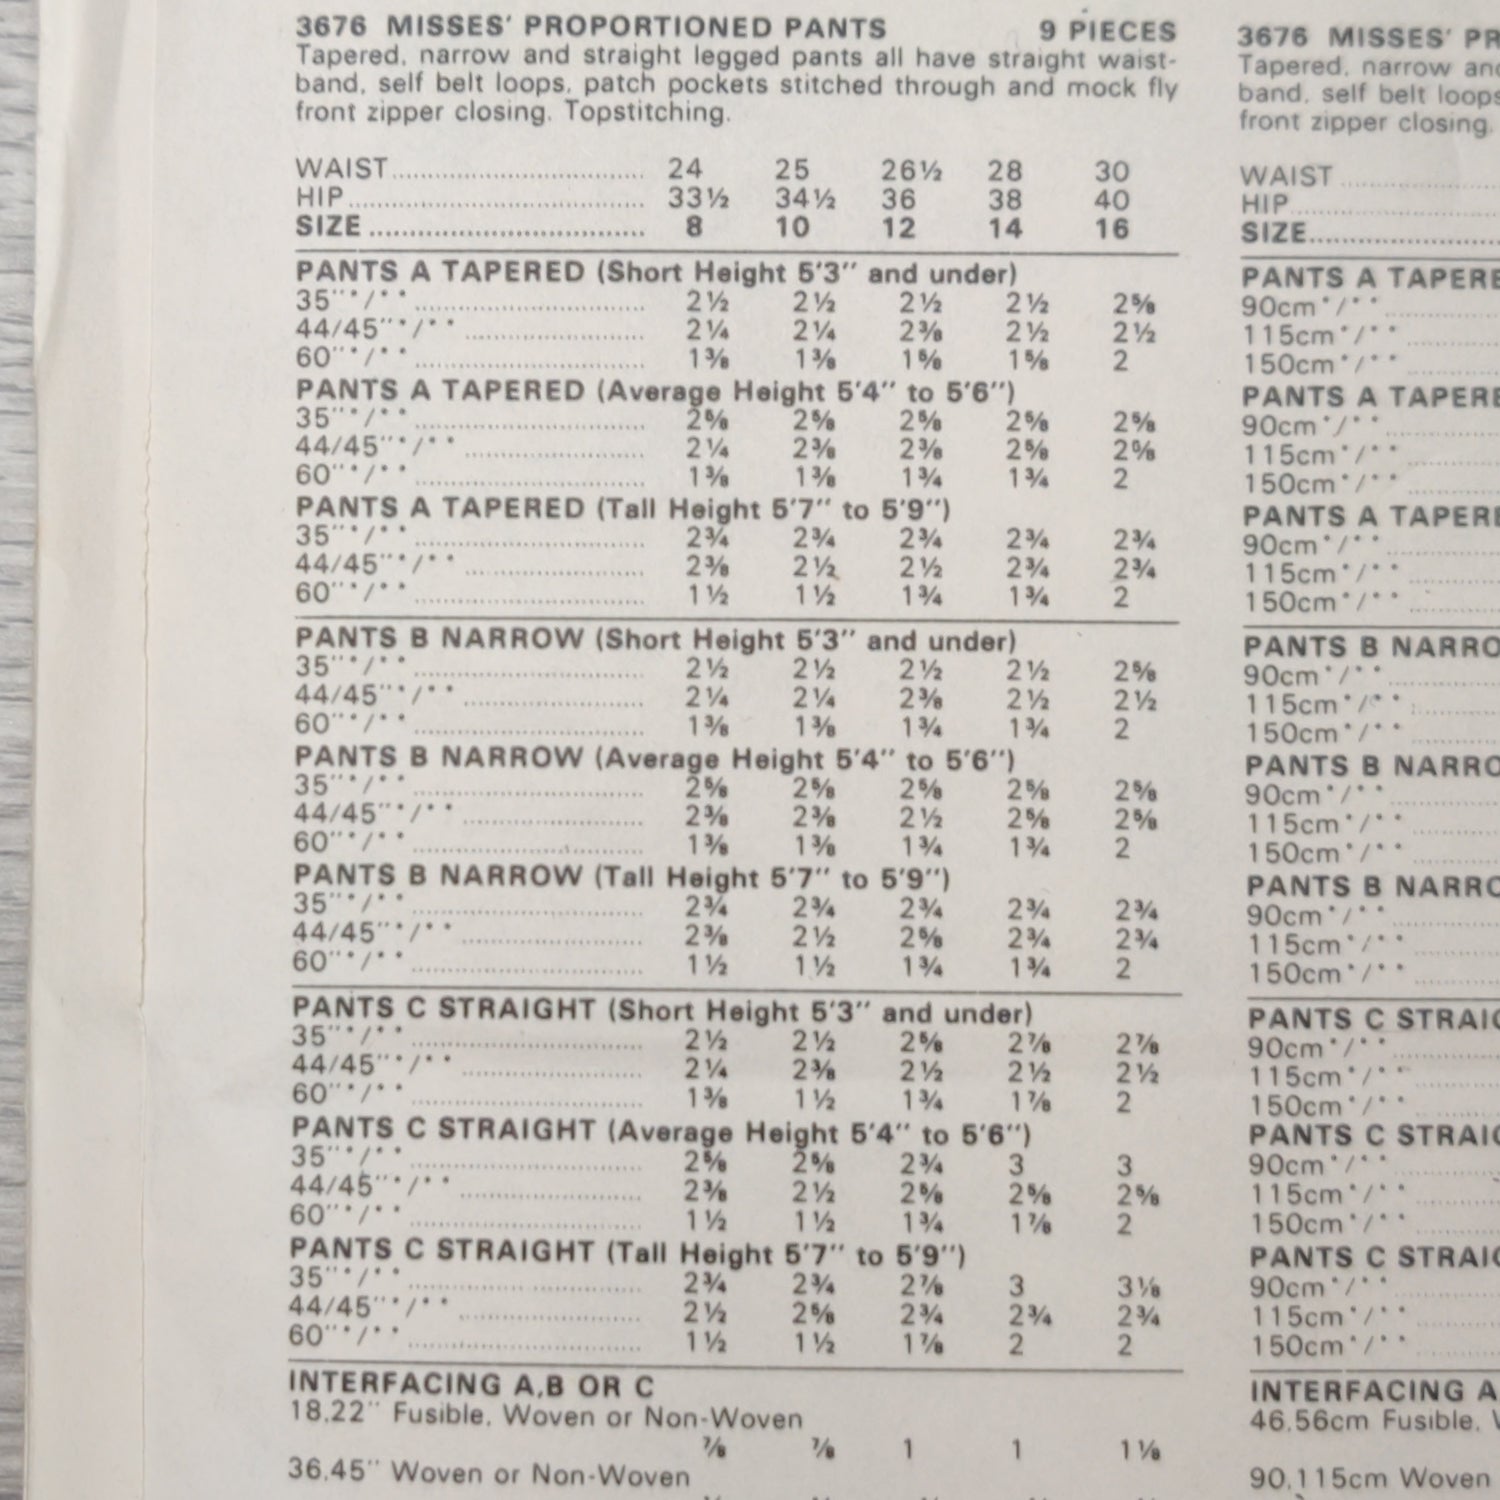 3676 MISSES' PROPORTIONED PANTS 9 PIECES
Tapered, narrow and straight legged pants all have straight waist-
band, self belt loops, patch pockets stitched through and mock fly
front zipper closing. Topstitching.
WAIST 24 25 26½ 28 30
HIP 33½ 34½ 36 38 40
SIZE 8 10 12 14 16
PANTS A TAPERED (Short Height 5'3" and under)
35"*/** 2½ 2½ 2½ 2½ 2⅝
44/45"*/** 2¼ 2¼ 2⅜ 2½ 2½
60"*/** 1⅜ 1⅜ 1⅝ 1⅝ 2
PANTS A TAPERED (Average Height 5'4" to 5'6")
35"*/** 2⅝ 2⅝ 2⅝ 2⅝ 2⅝
44/45"*/** 2¼ 2⅜ 2⅜ 2⅝ 2⅝
60"*/** 1⅜ 1⅜ 1¾ 1¾ 2
PANTS A TAPERED (Tall Height 5'7" to 5'9")
35"*/** 2¾ 2¾ 2¾ 2¾ 2¾
44/45"*/** 2⅜ 2½ 2½ 2¾ 2¾
60"*/** 1½ 1½ 1¾ 1¾ 2
PANTS B NARROW (Short Height 5'3" and under)
35"*/** 2½ 2½ 2½ 2½ 2⅝
44/45"*/** 2¼ 2¼ 2⅜ 2½ 2½
60"*/** 1⅜ 1⅜ 1¾ 1¾ 2
PANTS B NARROW (Average Height 5'4" to 5'6")
35"*/** 2⅝ 2⅝ 2⅝ 2⅝ 2⅝
44/45"*/** 2⅜ 2⅜ 2½ 2⅝ 2⅝
60"*/** 1⅜ 1⅜ 1¾ 1¾ 2
PANTS B NARROW (Tall Height 5'7" to 5'9")
35"*/** 2¾ 2¾ 2¾ 2¾ 2¾
44/45"*/** 2⅜ 2½ 2⅝ 2¾ 2¾
60"*/** 1½ 1½ 1¾ 1¾ 2
PANTS C STRAIGHT (Short Height 5'3" and under)
35"*/** 2½ 2½ 2⅝ 2⅞ 2⅞
44/45"*/** 2¼ 2⅜ 2½ 2½ 2½
60"*/** 1⅜ 1½ 1¾ 1⅞ 2
PANTS C STRAIGHT (Average Height 5'4" to 5'6")
35"*/** 2⅝ 2⅝ 2¾ 3 3
44/45"*/** 2⅜ 2½ 2⅝ 2⅝ 2⅝
60"*/** 1½ 1½ 1¾ 1⅞ 2
PANTS C STRAIGHT (Tall Height 5'7" to 5'9")
35"*/** 2¾ 2¾ 2⅞ 3 3⅛
44/45"*/** 2½ 2⅝ 2¾ 2¾ 2¾
60"*/** 1½ 1½ 1⅞ 2 2
INTERFACING A,B OR C
18,22" Fusible, Woven or Non-Woven
⅞ ⅞ 1 1 1⅛
36,45" Woven or Non-Woven
3676 MISSES' PR
Tapered, narrow and
band, self belt loops
front zipper closing.
WAIST
HIP
SIZE
PANTS A TAPERE
90cm*/**
115cm*/**
150cm*/**
PANTS A TAPERE
90cm*/**
115cm*/**
150cm*/**
PANTS A TAPERE
90cm*/**
115cm*/**
150cm*/**
PANTS B NARRO
90cm*/**
115cm*/**
150cm*/**
PANTS B NARRO
90cm*/**
115cm*/**
150cm*/**
PANTS B NARRO
90cm*/**
115cm*/**
150cm*/**
PANTS C STRAIG
90cm*/**
115cm*/**
150cm*/**
PANTS C STRAIG
90cm*/**
115cm*/**
150cm*/**
PANTS C STRAIG
90cm*/**
115cm*/**
150cm*/**
INTERFACING A
46,56cm Fusible,
90,115cm Woven